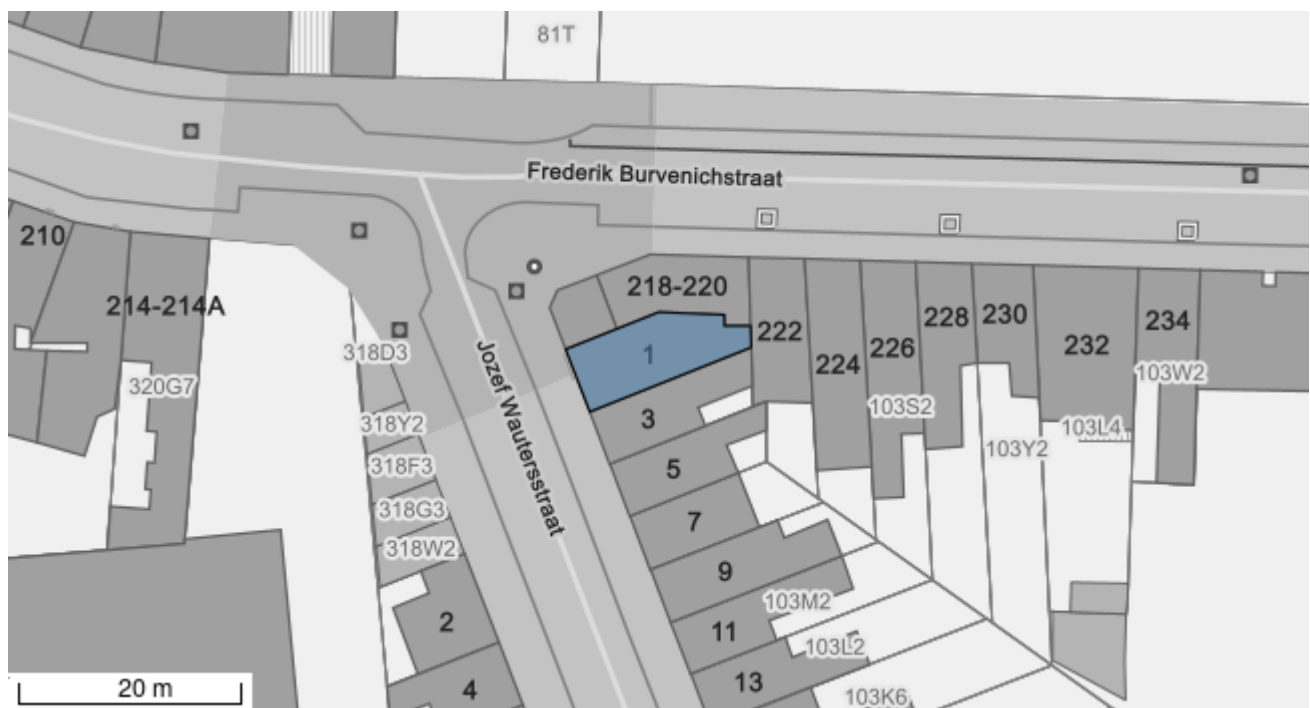 81T
Frederik Burvenichstraat
210
214-214A
218-220
222
224
226
228
230
232
234
320G7
318D3
318Y2
318F3
318G3
318W2
Jozef Wautersstraat
1
3
5
7
9
11
13
2
4
103S2
103Y2
103L4
103W2
103M2
103L2
103K6
20 m